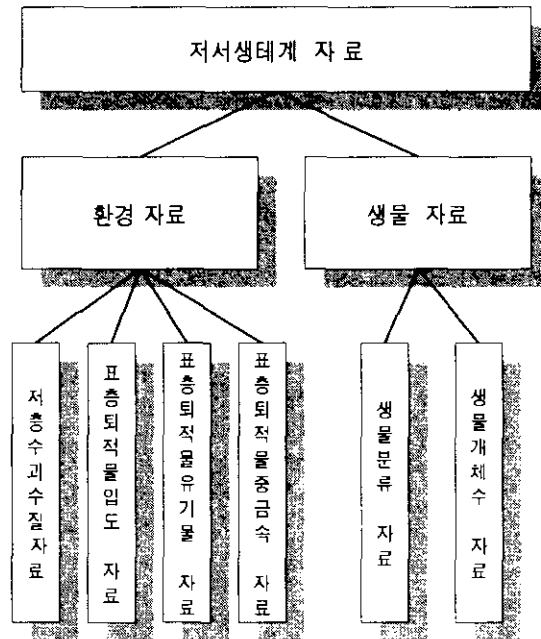 저서생태계 자료
환경 자료
생물 자료
저층수괴수질자료
표층퇴적물입도 자료
표층퇴적물유기물 자료
표층퇴적물중금속 자료
생물분류 자료
생물개체수 자료